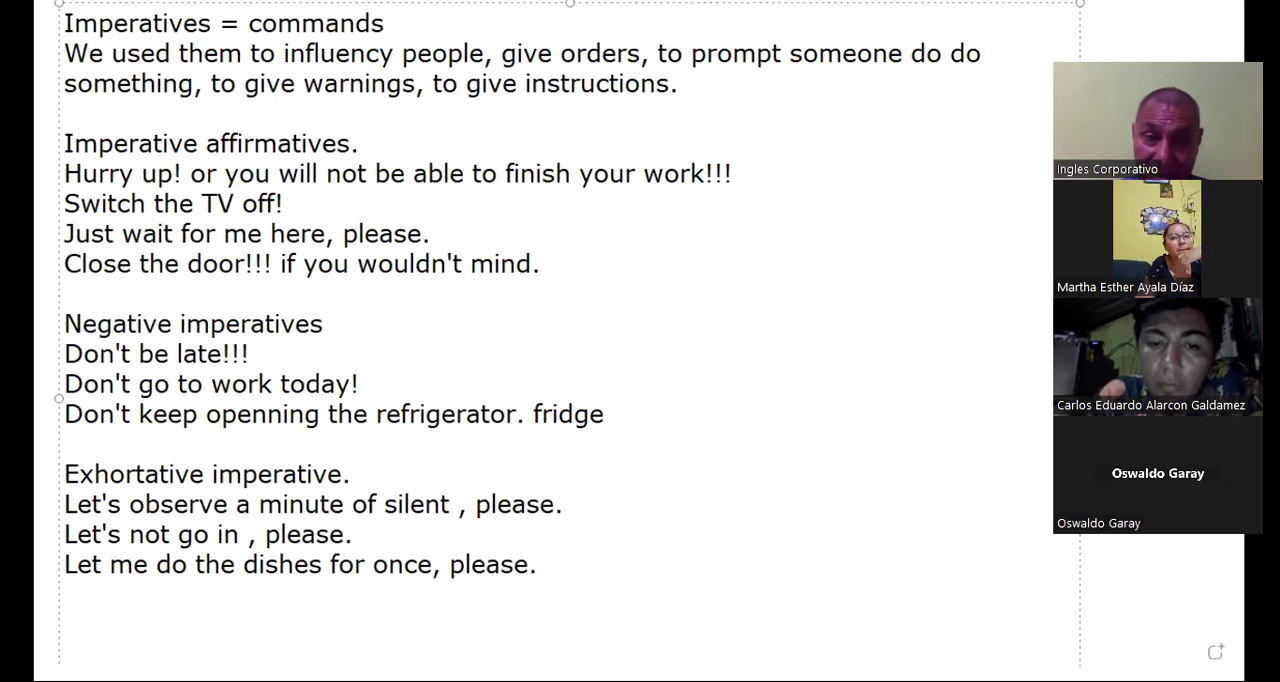 Imperatives = commands
We used them to influency people, give orders, to prompt someone do do
something, to give warnings, to give instructions.
Imperative affirmatives.
Hurry up! or you will not be able to finish your work!!!
Switch the TV off!
Just wait for me here, please.
Close the door!!! if you wouldn't mind.
Negative imperatives
Don't be late!!!
Don't go to work today!
Don't keep openning the refrigerator. fridge
Exhortative imperative.
Let's observe a minute of silent , please.
Let's not go in , please.
Let me do the dishes for once, please.
Ingles Corporativo
Martha Esther Ayala Díaz
Carlos Eduardo Alarcon Galdamez
Oswaldo Garay
Oswaldo Garay